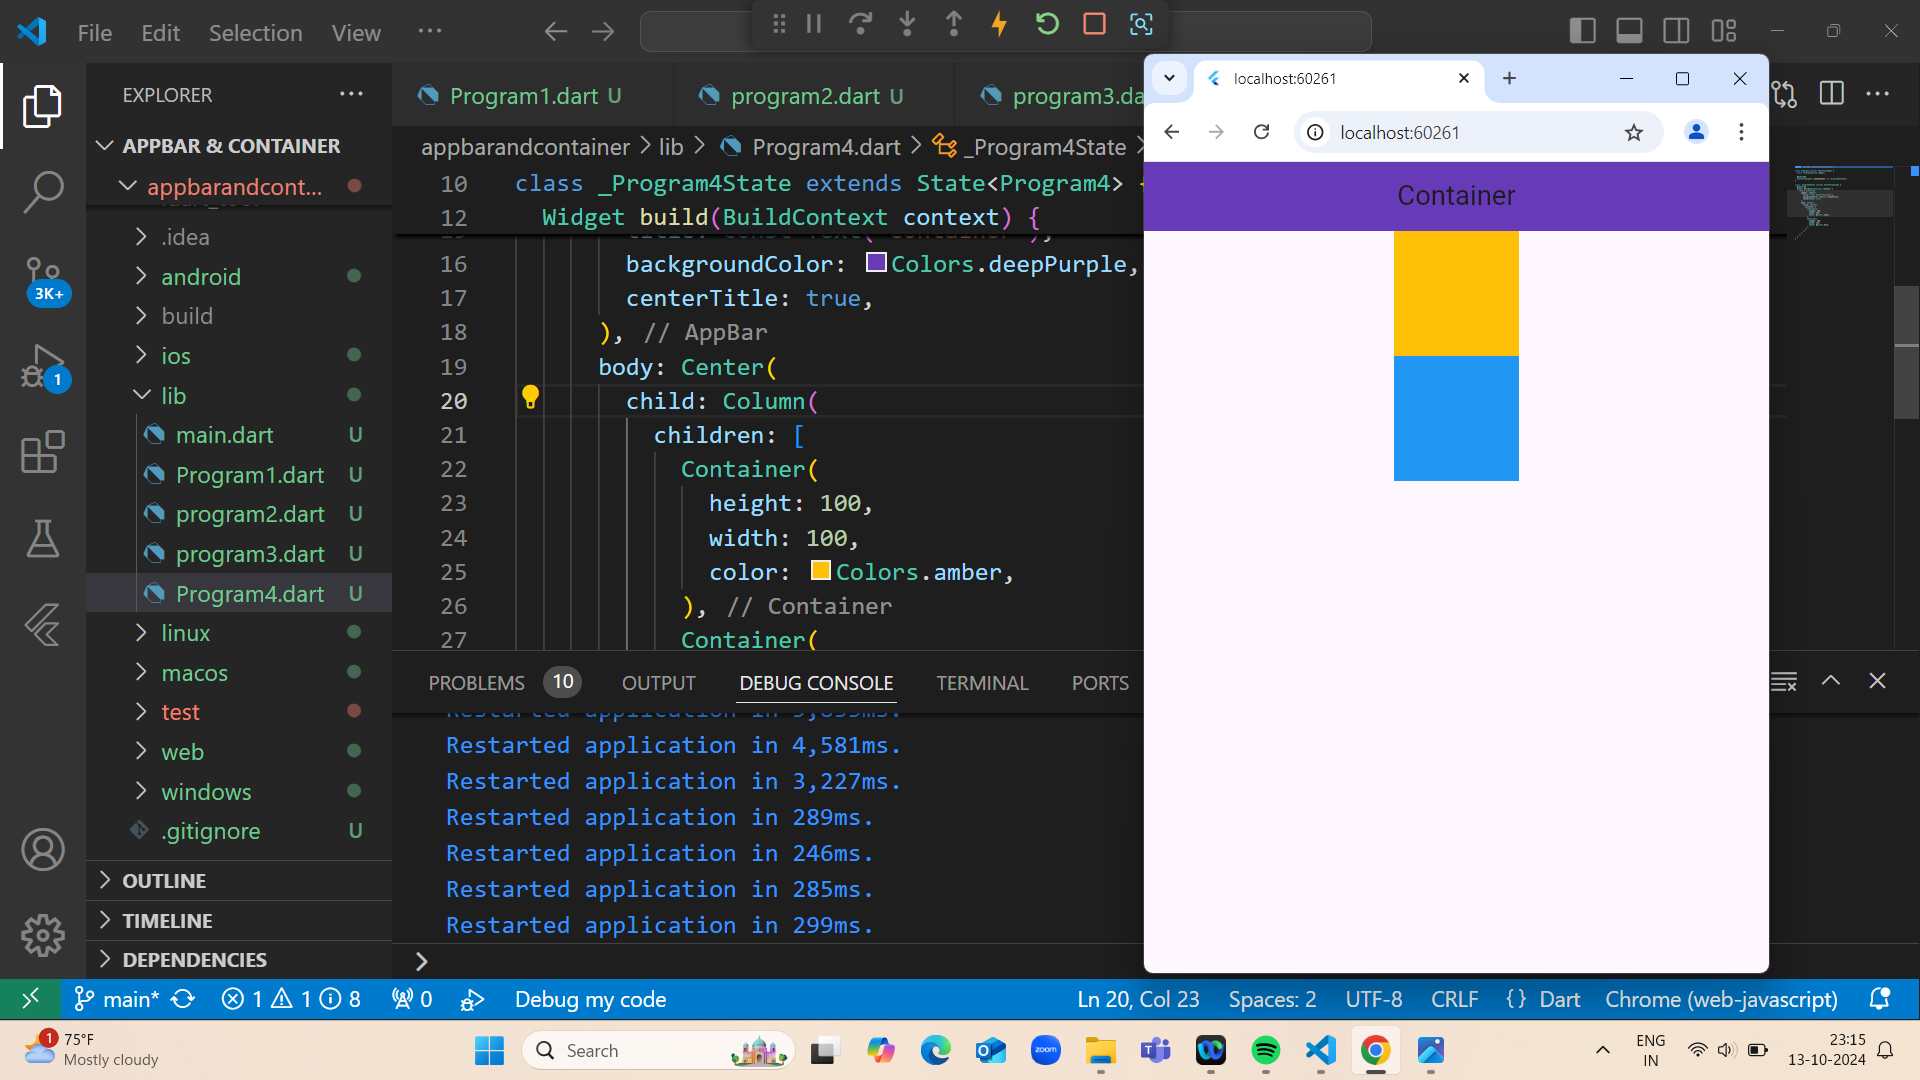 File Edit Selection View ...
localhost:60261
EXPLORER
Program1.dart U
program2.dart U
program3.da
localhost:60261
APPBAR & CONTAINER
appbarandcontainer > lib > Program4.dart > _Program4State >
appbarandcont...
10 class _Program4State extends State<Program4> {
12 Widget build(BuildContext context) {
Container
.idea
16 backgroundColor: Colors.deepPurple,
android
17 centerTitle: true,
build
18 ), // AppBar
ios
19 body: Center(
lib
20 child: Column(
main.dart U
21 children: [
Program1.dart U
22 Container(
23 height: 100,
program2.dart U
24 width: 100,
program3.dart U
25 color: Colors.amber,
Program4.dart U
26 ), // Container
linux
27 Container(
macos
PROBLEMS 10 OUTPUT DEBUG CONSOLE TERMINAL PORTS
test
Restarted application in 4,581ms.
web
Restarted application in 3,227ms.
windows
Restarted application in 289ms.
.gitignore U
Restarted application in 246ms.
OUTLINE
Restarted application in 285ms.
TIMELINE
Restarted application in 299ms.
DEPENDENCIES
>
3K+
1
main* 1 1 8 0 Debug my code Ln 20, Col 23 Spaces: 2 UTF-8 CRLF {} Dart Chrome (web-javascript)
1
75°F
Mostly cloudy
Search
zoom
ENG
IN
23:15
13-10-2024